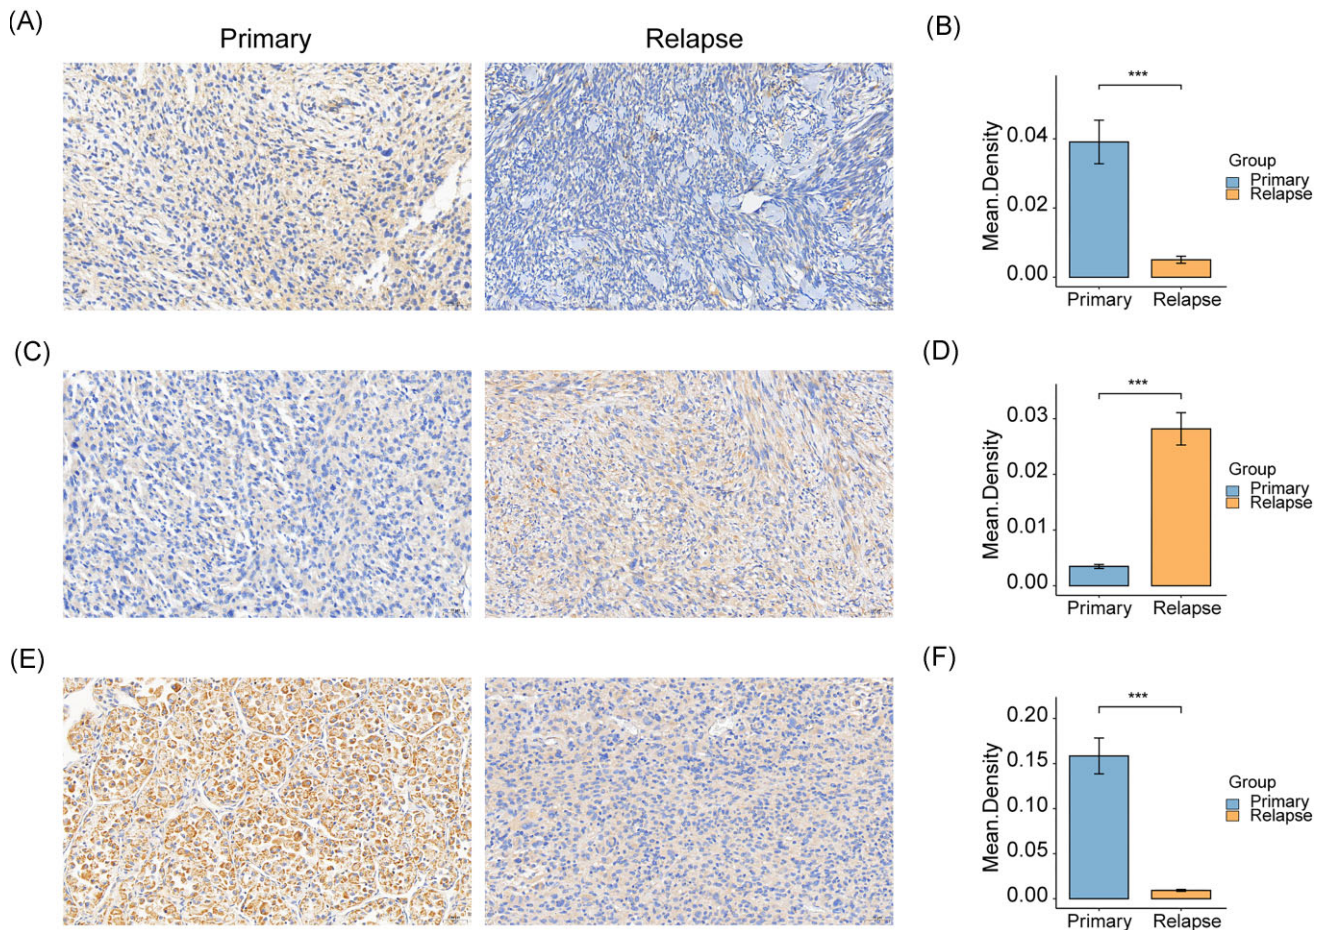 (A)
Primary
Relapse
(B)
***
0.04
0.02
0.00
Mean.Density
Primary
Relapse
Group
Primary
Relapse
(C)
(D)
***
0.03
0.02
0.01
0.00
Mean.Density
Primary
Relapse
Group
Primary
Relapse
(E)
(F)
***
0.20
0.15
0.10
0.05
0.00
Mean.Density
Primary
Relapse
Group
Primary
Relapse